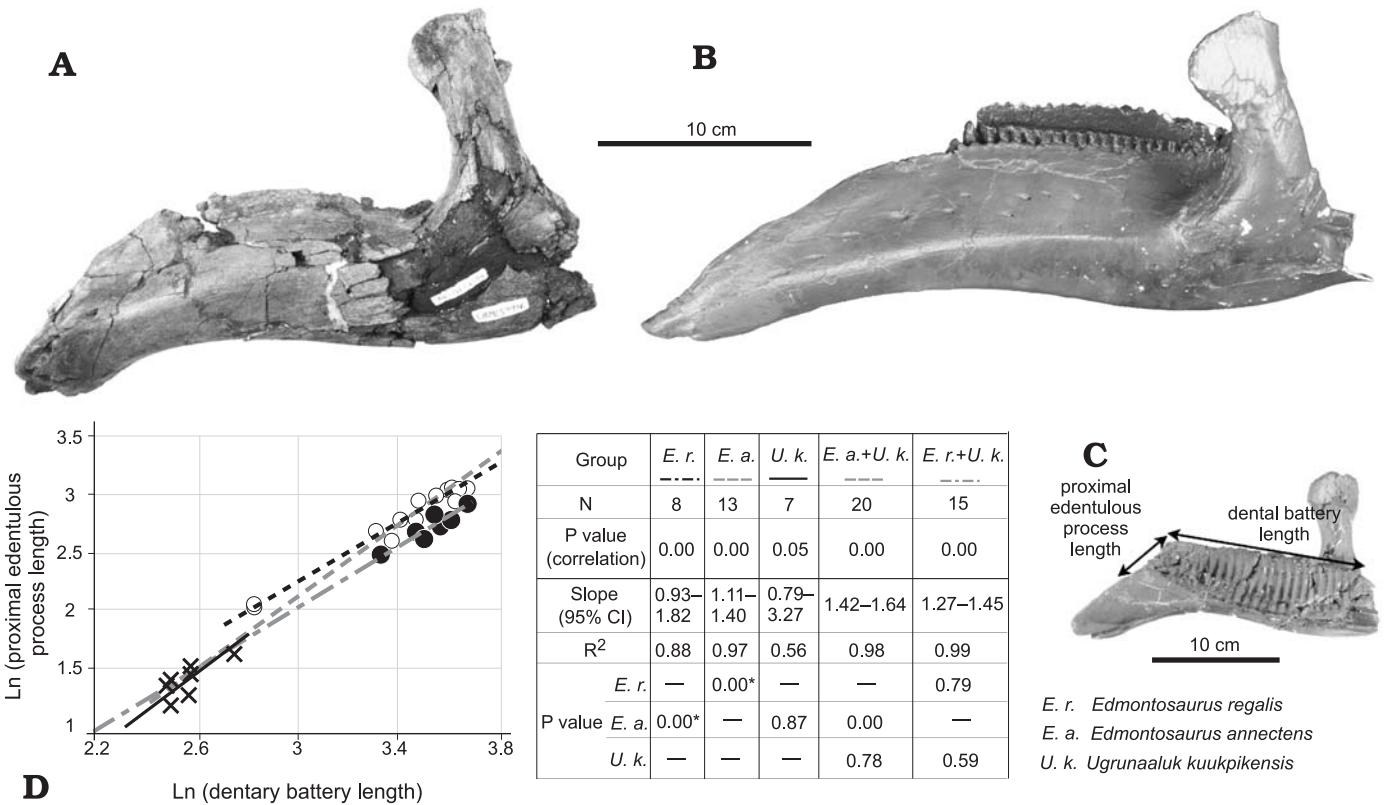 A
B
10 cm
3.5
3
2.5
2
1.5
1
2.2
2.6
3
3.4
3.8
Ln (proximal edentulous
process length)
Ln (dentary battery length)
D
Group E. r. E. a. U. k. E. a.+U. k. E. r.+U. k.
N 8 13 7 20 15
P value
(correlation) 0.00 0.00 0.05 0.00 0.00
Slope 0.93– 1.11– 0.79– 1.42–1.64 1.27–1.45
(95% CI) 1.82 1.40 3.27
R2 0.88 0.97 0.56 0.98 0.99
E. r. — 0.00* — — 0.79
P value E. a. 0.00* — 0.87 0.00 —
U. k. — — — 0.78 0.59
C
proximal
edentulous
process
length
dental battery
length
10 cm
E. r. Edmontosaurus regalis
E. a. Edmontosaurus annectens
U. k. Ugrunaaluk kuukpikensis